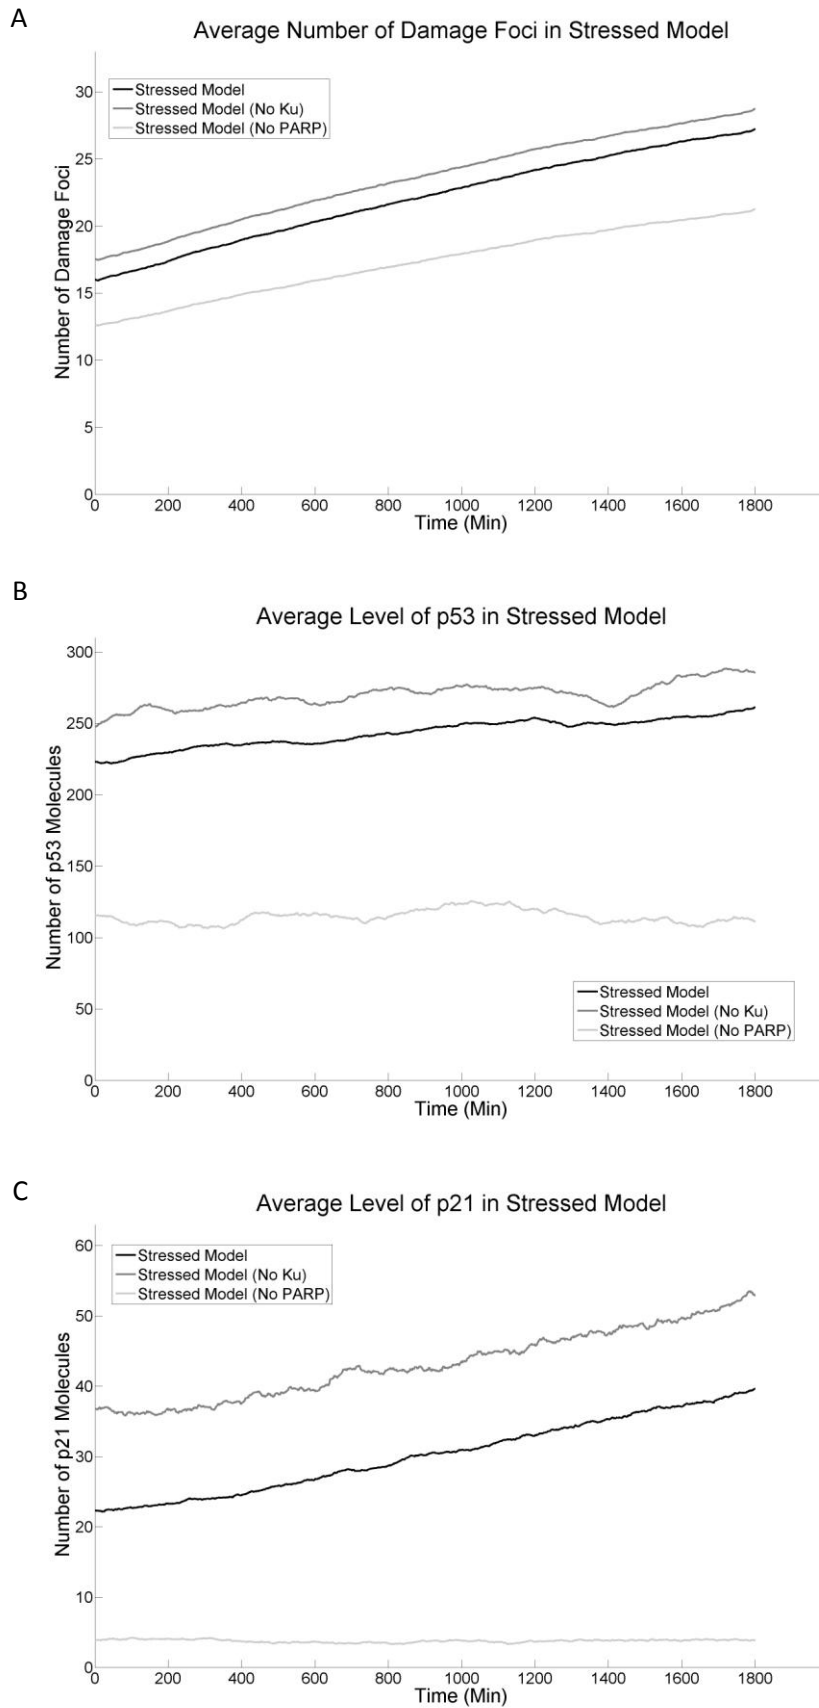 A
Average Number of Damage Foci in Stressed Model
Stressed Model
Stressed Model (No Ku)
Stressed Model (No PARP)
Number of Damage Foci
30
25
20
15
10
5
0
0 200 400 600 800 1000 1200 1400 1600 1800
Time (Min)
B
Average Level of p53 in Stressed Model
Number of p53 Molecules
300
250
200
150
100
50
0
Stressed Model
Stressed Model (No Ku)
Stressed Model (No PARP)
0 200 400 600 800 1000 1200 1400 1600 1800
Time (Min)
C
Average Level of p21 in Stressed Model
Stressed Model
Stressed Model (No Ku)
Stressed Model (No PARP)
Number of p21 Molecules
60
50
40
30
20
10
0
0 200 400 600 800 1000 1200 1400 1600 1800
Time (Min)